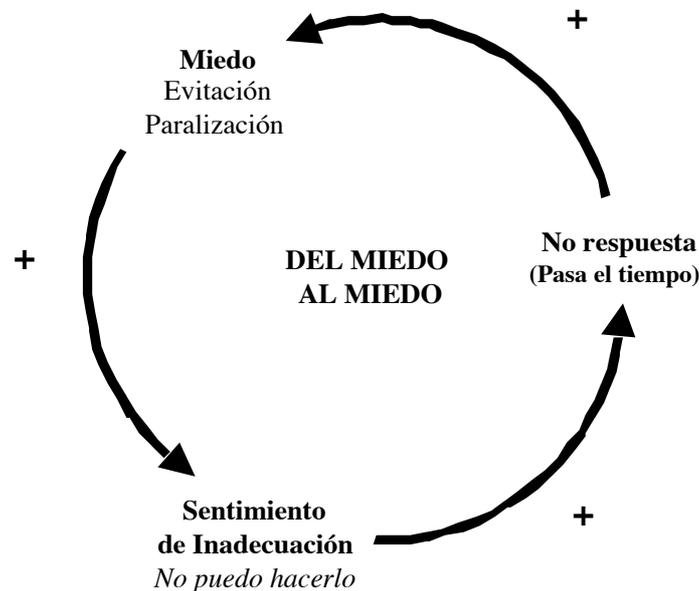 +
Miedo
Evitación
Paralización
+
DEL MIEDO
AL MIEDO
No respuesta
(Pasa el tiempo)
Sentimiento
de Inadecuación
No puedo hacerlo
+